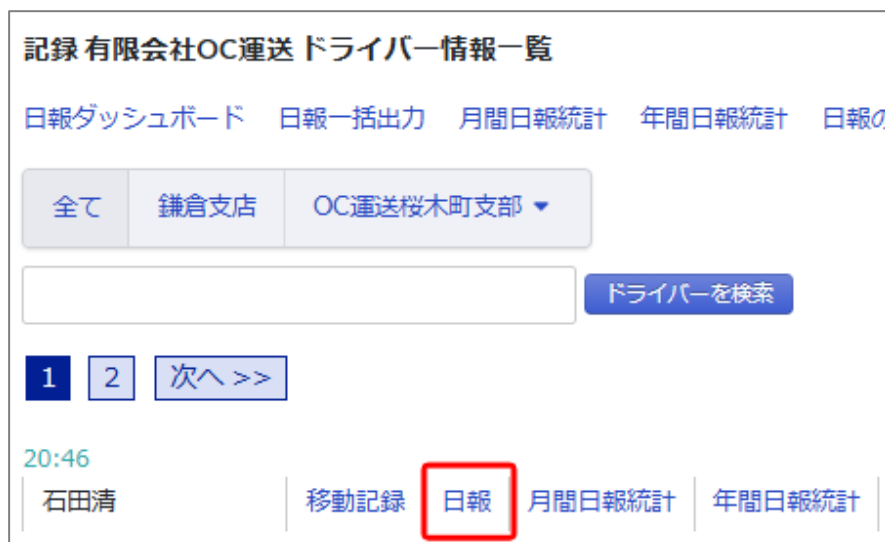 記録 有限会社OC運送 ドライバー情報一覧
日報ダッシュボード 日報一括出力 月間日報統計 年間日報統計 日報の
全て 鎌倉支店 OC運送桜木町支部
ドライバーを検索
1 2 次へ >>
20:46
石田清 移動記録 日報 月間日報統計 年間日報統計